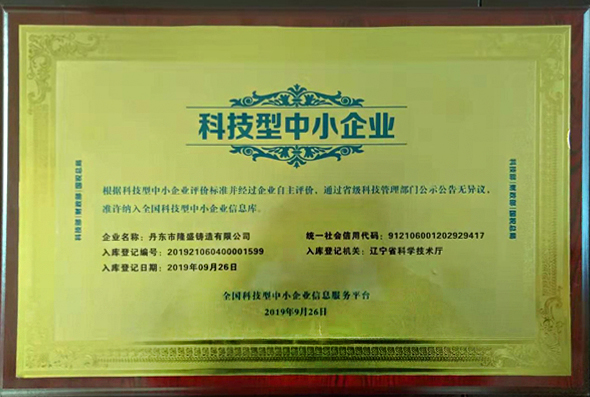 科技型中小企业
根据科技型中小企业评价标准并经过企业自主评价，通过省级科技管理部门公示公告无异议，
准许纳入全国科技型中小企业信息库。
企业名称：丹东市隆盛铸造有限公司
统一社会信用代码：912106001202929417
入库登记编号：201921060400001599
入库登记机关：辽宁省科学技术厅
入库登记日期：2019年09月26日
全国科技型中小企业信息服务平台
2019年9月26日